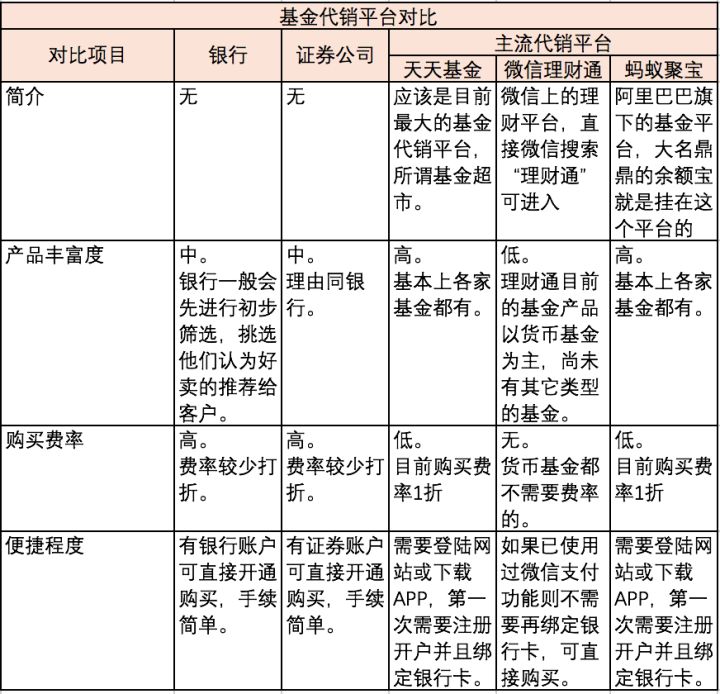 基金代销平台对比
对比项目
银行
证券公司
主流代销平台
天天基金
微信理财通
蚂蚁聚宝
简介
无
无
应该是目前
最大的基金
代销平台，
所谓基金超
市。
微信上的理
财平台，直
接微信搜索
“理财通”
可进入
阿里巴巴旗
下的基金平
台，大名鼎
鼎的余额宝
就是挂在这
个平台的
产品丰富度
中。
银行一般会
先进行初步
筛选，挑选
他们认为好
卖的推荐给
客户。
中。
理由同银
行。
高。
基本上各家
基金都有。
低。
理财通目前
的基金产品
以货币基金
为主，尚未
有其它类型
的基金。
高。
基本上各家
基金都有。
购买费率
高。
费率较少打
折。
高。
费率较少打
折。
低。
目前购买费
率1折
无。
货币基金都
不需要费率
的。
低。
目前购买费
率1折
便捷程度
有银行账户
可直接开通
购买，手续
简单。
有证券账户
可直接开通
购买，手续
简单。
需要登陆网
站或下载
APP，第一
次需要注册
开户并且绑
定银行卡。
如果已使用
过微信支付
功能则不需
要再绑定银
行卡，可直
接购买。
需要登陆网
站或下载
APP，第一
次需要注册
开户并且绑
定银行卡。